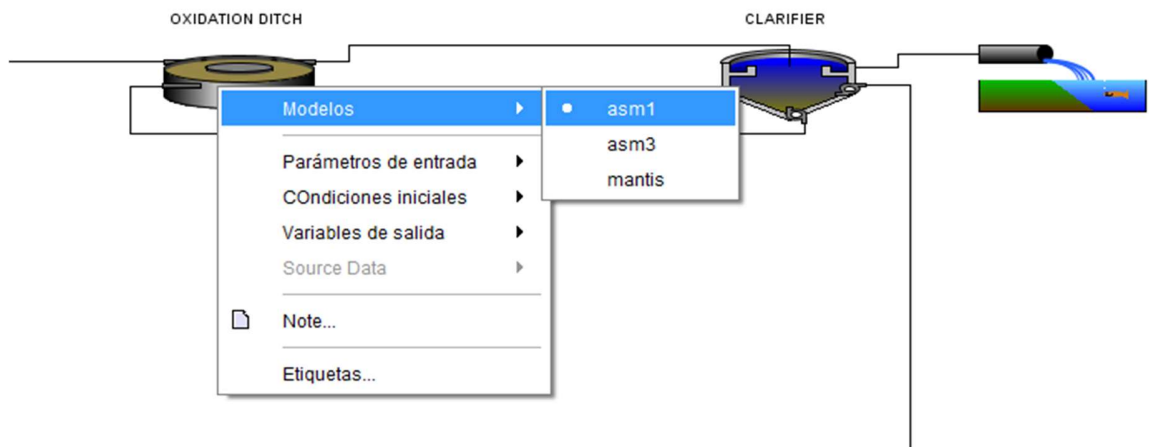 OXIDATION DITCH
CLARIFIER
Modelos
asm1
asm3
mantis
Parámetros de entrada
COndiciones iniciales
Variables de salida
Source Data
Note...
Etiquetas...